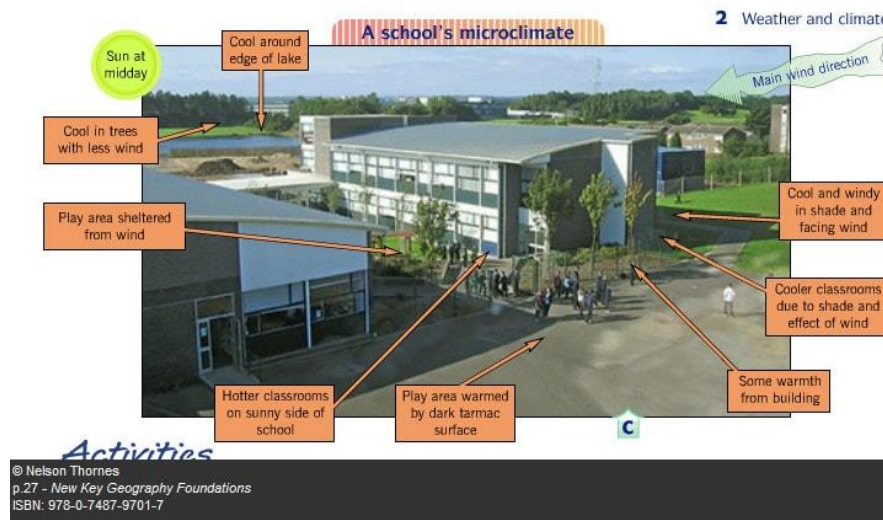 2 Weather and climate
A school's microclimate
Sun at
midday
Cool around
edge of lake
Main wind direction
Cool in trees
with less wind
Play area sheltered
from wind
Cool and windy
in shade and
facing wind
Cooler classrooms
due to shade and
effect of wind
Hotter classrooms
on sunny side of
school
Play area warmed
by dark tarmac
surface
Some warmth
from building
C
Activities
© Nelson Thornes
p.27 - New Key Geography Foundations
ISBN: 978-0-7487-9701-7